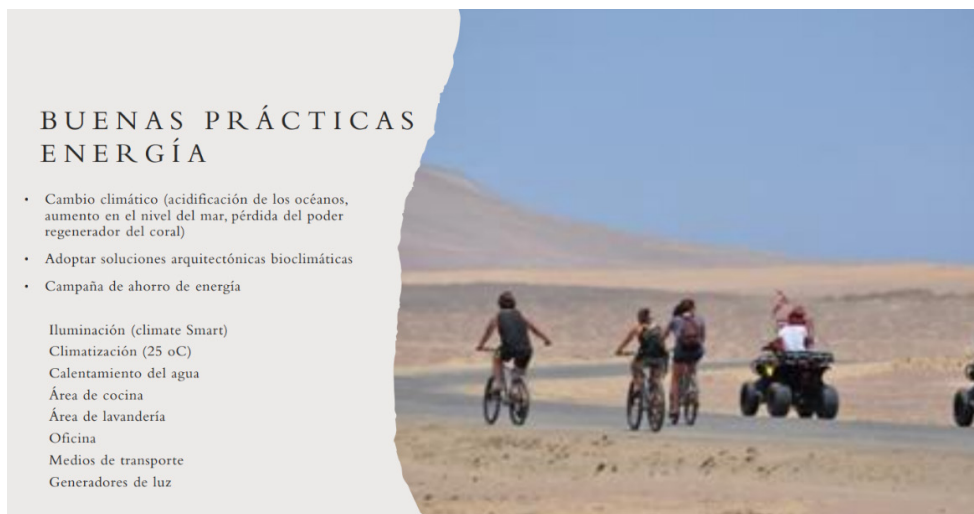 BUENAS PRÁCTICAS
ENERGÍA
• Cambio climático (acidificación de los océanos,
aumento en el nivel del mar, pérdida del poder
regenerador del coral)
• Adoptar soluciones arquitectónicas bioclimáticas
• Campaña de ahorro de energía
Iluminación (climate Smart)
Climatización (25 oC)
Calentamiento del agua
Área de cocina
Área de lavandería
Oficina
Medios de transporte
Generadores de luz